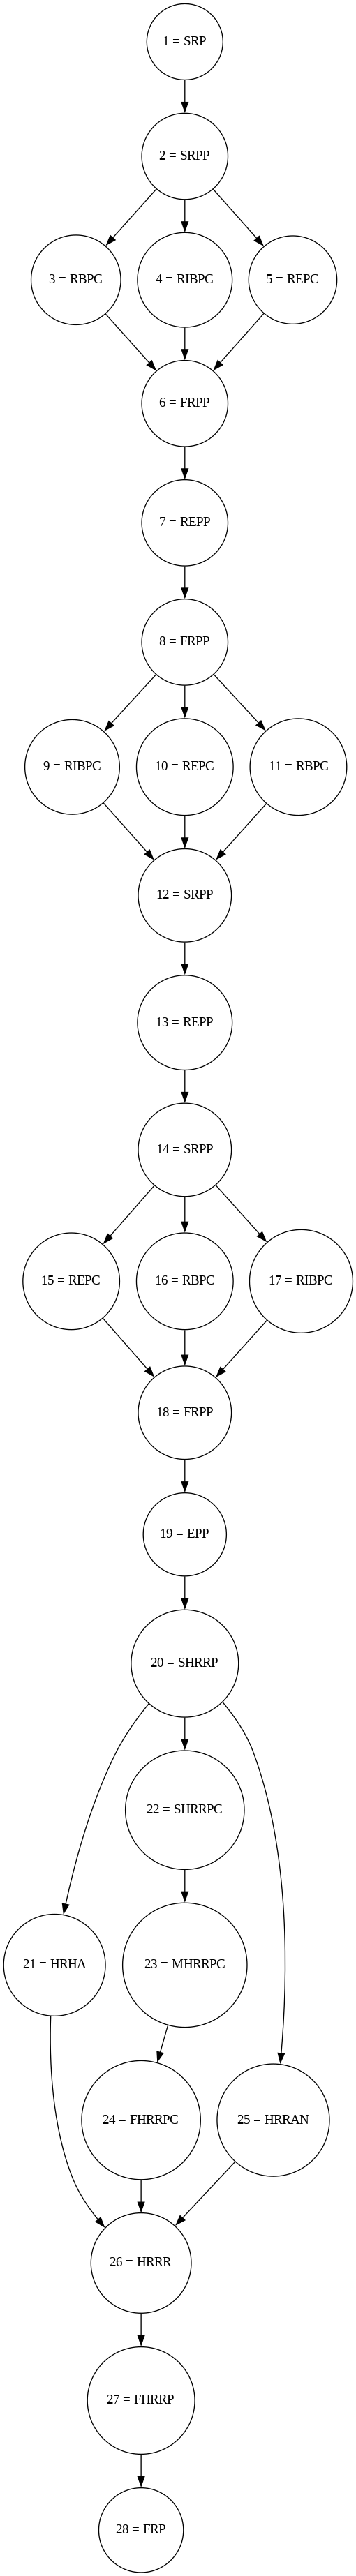 1 = SRP
2 = SRPP
3 = RBPC
4 = RIBPC
5 = REPC
6 = FRPP
7 = REPP
8 = FRPP
9 = RIBPC
10 = REPC
11 = RBPC
12 = SRPP
13 = REPP
14 = SRPP
15 = REPC
16 = RBPC
17 = RIBPC
18 = FRPP
19 = EPP
20 = SHRRP
22 = SHRRPC
21 = HRHA
23 = MHRRPC
24 = FHRRPC
25 = HRRAN
26 = HRRR
27 = FHRRP
28 = FRP